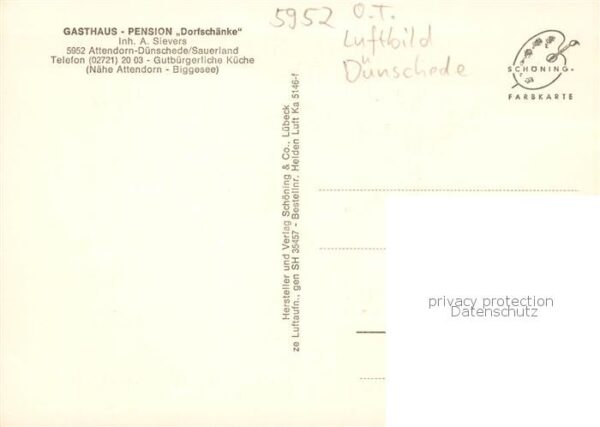 GASTHAUS - PENSION „Dorfschänke“
Inh. A. Sievers
5952 Attendorn-Dünschede/Sauerland
Telefon (02721) 20 03 - Gutbürgerliche Küche
(Nähe Attendorn - Biggesee)
5952 O.T.
Luftbild
Dünschede
SCHÖNING
FARBKARTE
Hersteller und Verlag Schöning & Co., Lübeck
ze Luftaufn., gen SH 35457 - Bestellnr. Helden Luft Ka 5146-f
privacy protection
Datenschutz